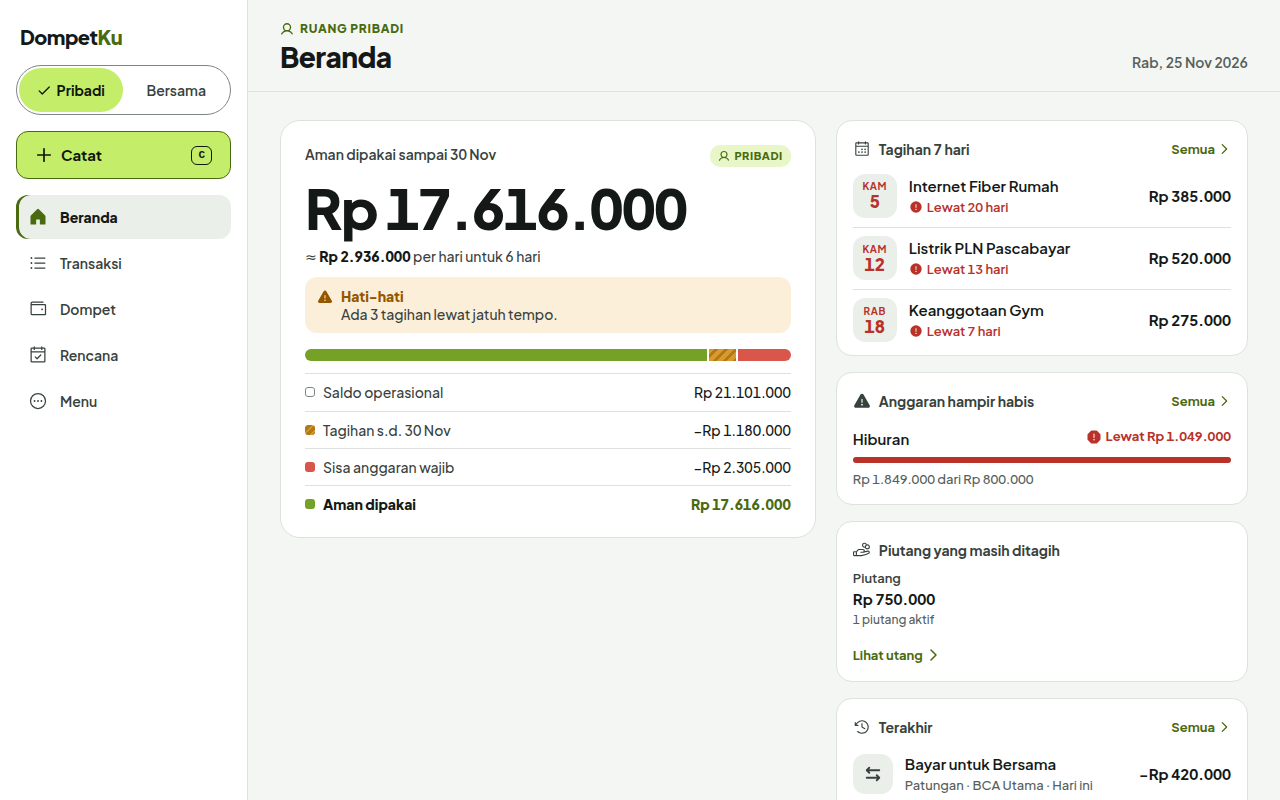 DompetKu
Pribadi
Bersama
Catat
C
Beranda
Transaksi
Dompet
Rencana
Menu
RUANG PRIBADI
Beranda
Rab, 25 Nov 2026
Aman dipakai sampai 30 Nov
PRIBADI
Rp 17.616.000
≈ Rp 2.936.000 per hari untuk 6 hari
Hati-hati
Ada 3 tagihan lewat jatuh tempo.
Saldo operasional
Rp 21.101.000
Tagihan s.d. 30 Nov
−Rp 1.180.000
Sisa anggaran wajib
−Rp 2.305.000
Aman dipakai
Rp 17.616.000
Tagihan 7 hari
Semua
KAM
5
Internet Fiber Rumah
Lewat 20 hari
Rp 385.000
KAM
12
Listrik PLN Pascabayar
Lewat 13 hari
Rp 520.000
RAB
18
Keanggotaan Gym
Lewat 7 hari
Rp 275.000
Anggaran hampir habis
Semua
Hiburan
Lewat Rp 1.049.000
Rp 1.849.000 dari Rp 800.000
Piutang yang masih ditagih
Piutang
Rp 750.000
1 piutang aktif
Lihat utang
Terakhir
Semua
Bayar untuk Bersama
Patungan · BCA Utama · Hari ini
−Rp 420.000